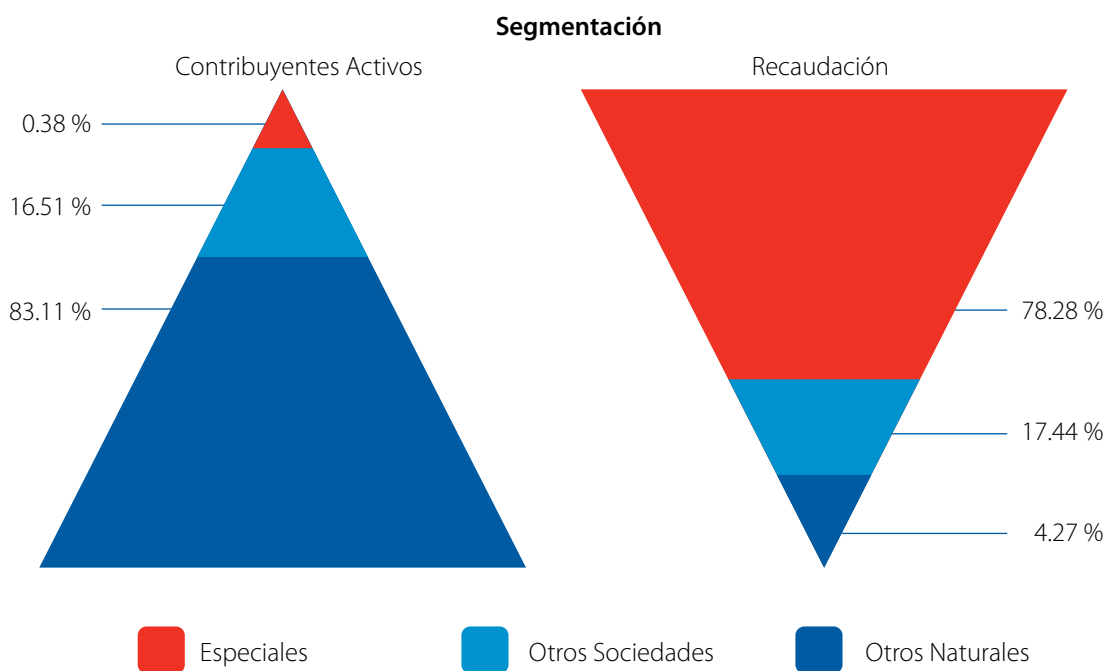 Segmentación
Contribuyentes Activos
0.38 %
16.51 %
83.11 %
Recaudación
78.28 %
17.44 %
4.27 %
Especiales
Otros Sociedades
Otros Naturales